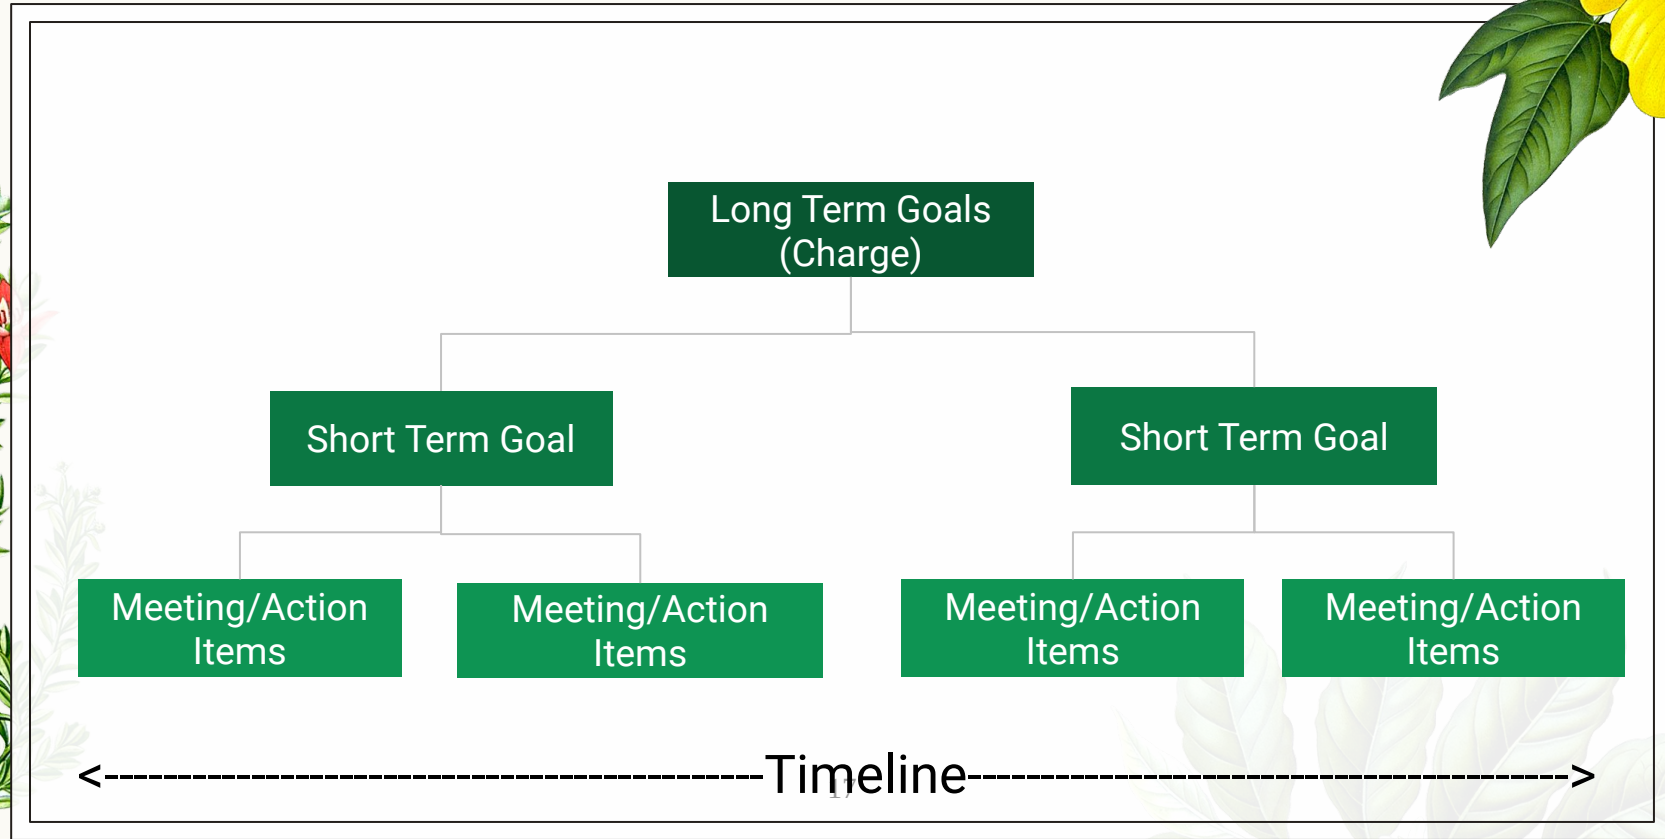 Long Term Goals
(Charge)
Short Term Goal
Short Term Goal
Meeting/Action
Items
Meeting/Action
Items
Meeting/Action
Items
Meeting/Action
Items
<---------------------------------------------Timeline----------------------------------------->
17